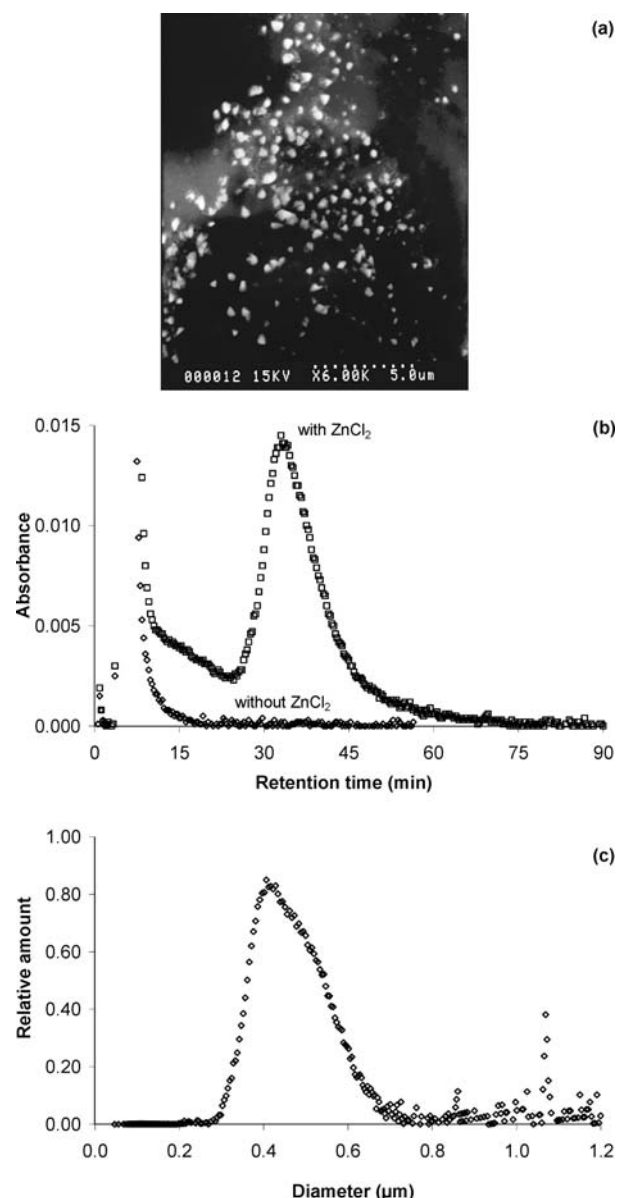 (a)
000012 15KV X6.00K 5.0um
(b)
with ZnCl₂
without ZnCl₂
0.015
0.010
0.005
0.000
Absorbance
0 15 30 45 60 75 90
Retention time (min)
(c)
1.00
0.80
0.60
0.40
0.20
0.00
Relative amount
0.0 0.2 0.4 0.6 0.8 1.0 1.2
Diameter (µm)